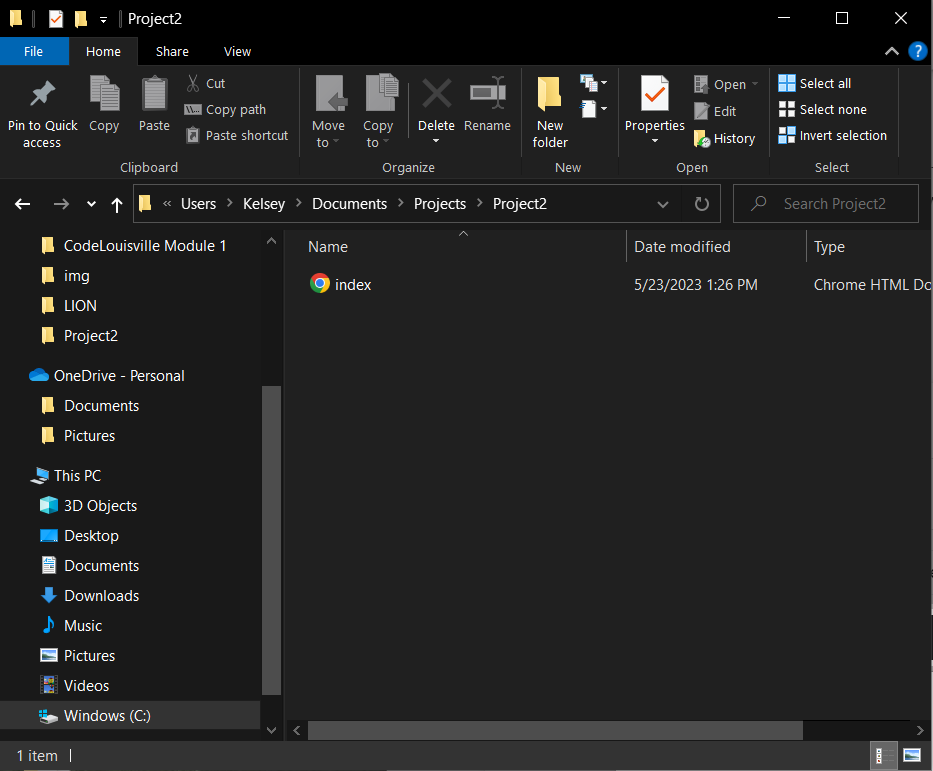 Project2
File Home Share View
Pin to Quick access
Copy
Paste
Cut
Copy path
Paste shortcut
Clipboard
Move to
Copy to
Delete
Rename
Organize
New folder
New
Properties
Open
Edit
History
Open
Select all
Select none
Invert selection
Select
« Users > Kelsey > Documents > Projects > Project2
Search Project2
CodeLouisville Module 1
img
LION
Project2
OneDrive - Personal
Documents
Pictures
This PC
3D Objects
Desktop
Documents
Downloads
Music
Pictures
Videos
Windows (C:)
Name Date modified Type
index 5/23/2023 1:26 PM Chrome HTML Do
1 item